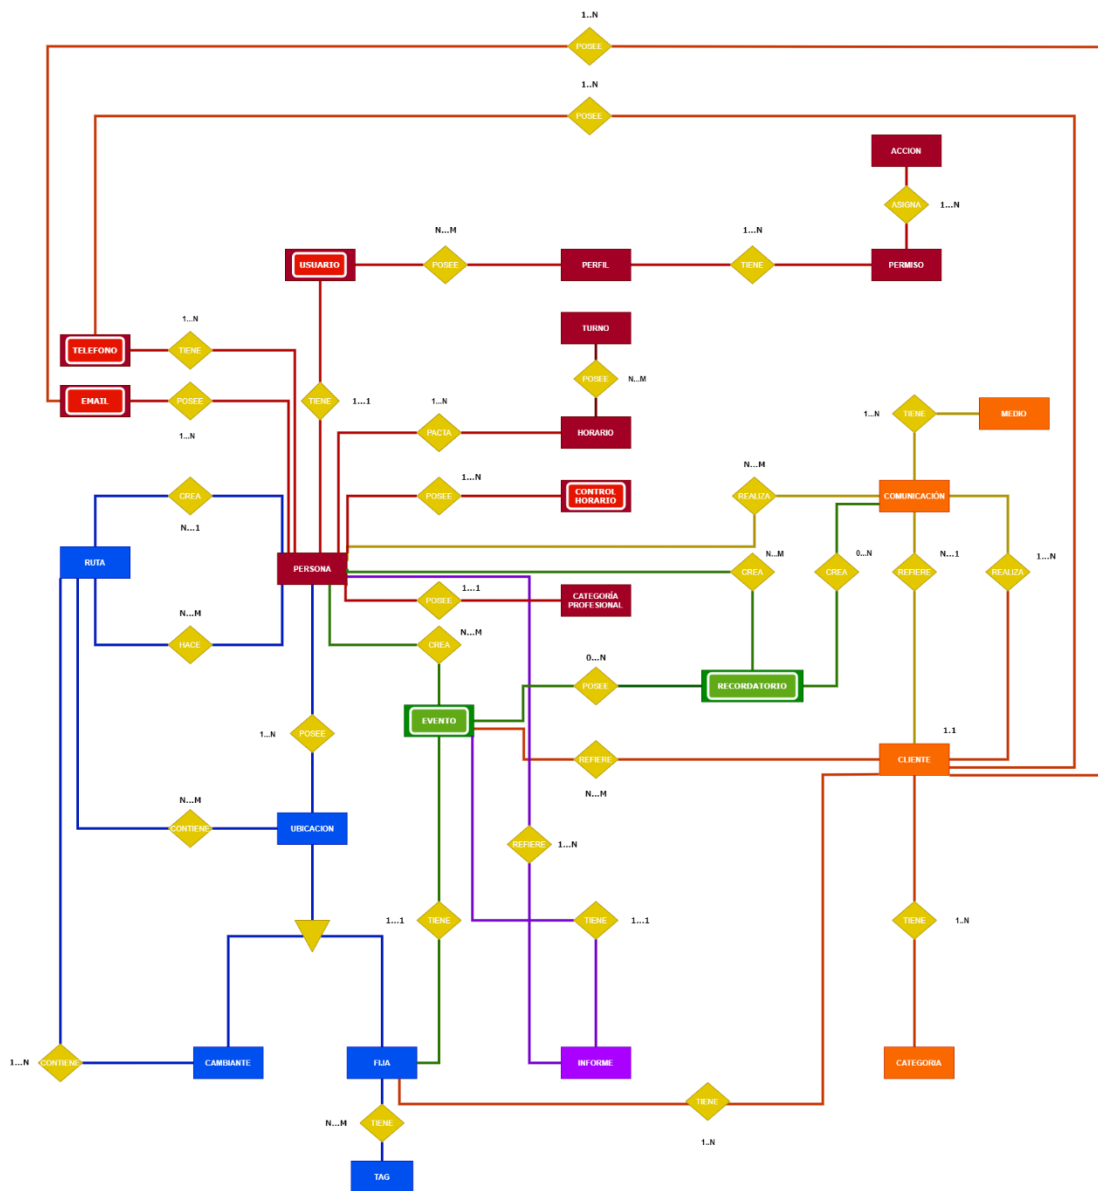 1..N
POSEE
1..N
POSEE
ACCION
ASIGNA
1...N
N...M
1...N
USUARIO
POSEE
PERFIL
TIENE
PERMISO
1..N
TURNO
TELEFONO
TIENE
POSEE
N...M
EMAIL
POSEE
TIENE
1...1
1...N
1..N
TIENE
MEDIO
1...N
PACTA
HORARIO
N...M
1...N
CREA
POSEE
CONTROL
HORARIO
REALIZA
COMUNICACIÓN
N...1
N...M
0...N
N...1
1...N
RUTA
PERSONA
CREA
CREA
REFIERE
REALIZA
1...1
POSEE
CATEGORÍA
PROFESIONAL
N...M
HACE
N...M
CREA
0...N
POSEE
RECORDATORIO
EVENTO
1...N
POSEE
1..1
REFIERE
CLIENTE
N...M
N...M
CONTIENE
UBICACION
REFIERE
1...N
1...1
TIENE
TIENE
1...1
TIENE
1..N
1...N
CONTIENE
CAMBIANTE
FIJA
INFORME
CATEGORIA
TIENE
N...M
TIENE
1..N
TAG